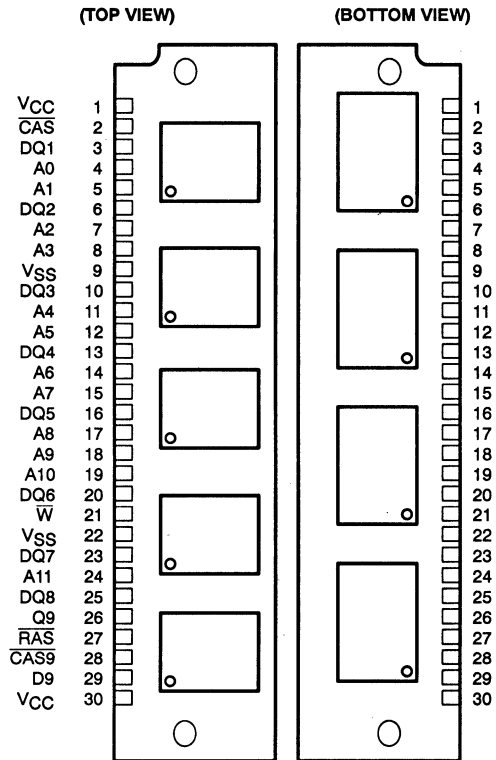 (TOP VIEW) (BOTTOM VIEW)
VCC 1 1
CAS 2 2
DQ1 3 3
A0 4 4
A1 5 5
DQ2 6 6
A2 7 7
A3 8 8
VSS 9 9
DQ3 10 10
A4 11 11
A5 12 12
DQ4 13 13
A6 14 14
A7 15 15
DQ5 16 16
A8 17 17
A9 18 18
A10 19 19
DQ6 20 20
W 21 21
VSS 22 22
DQ7 23 23
A11 24 24
DQ8 25 25
Q9 26 26
RAS 27 27
CAS9 28 28
D9 29 29
VCC 30 30